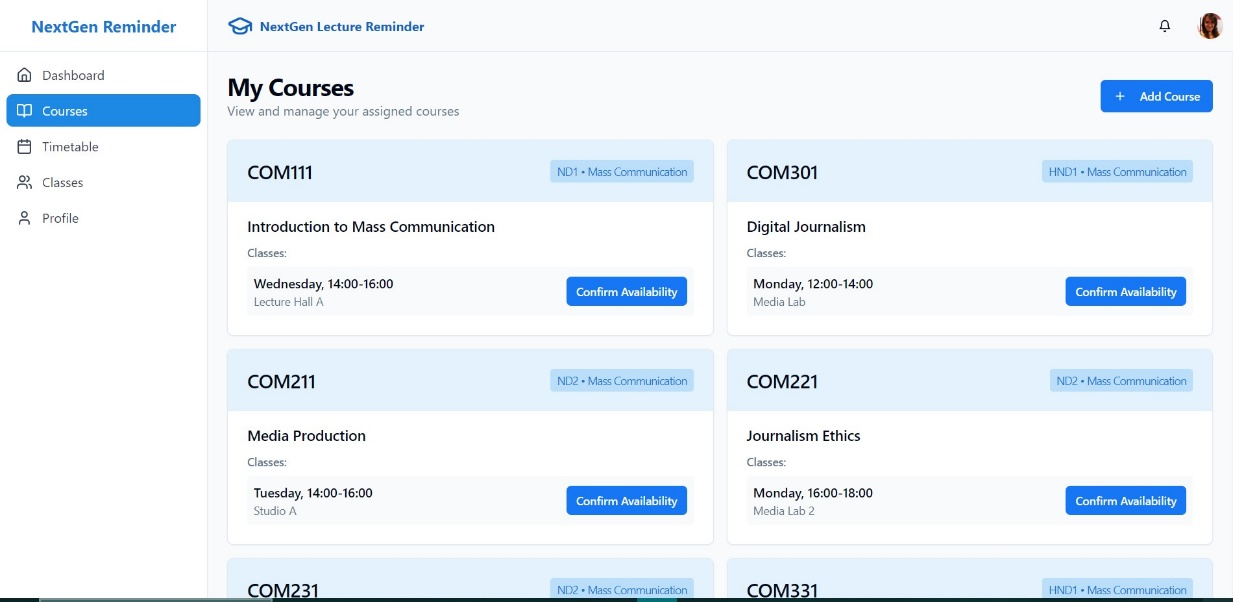 NextGen Reminder
NextGen Lecture Reminder
Dashboard
Courses
Timetable
Classes
Profile
My Courses
View and manage your assigned courses
+ Add Course
COM111
ND1 • Mass Communication
Introduction to Mass Communication
Classes:
Wednesday, 14:00-16:00
Lecture Hall A
Confirm Availability
COM301
HND1 • Mass Communication
Digital Journalism
Classes:
Monday, 12:00-14:00
Media Lab
Confirm Availability
COM211
ND2 • Mass Communication
Media Production
Classes:
Tuesday, 14:00-16:00
Studio A
Confirm Availability
COM221
ND2 • Mass Communication
Journalism Ethics
Classes:
Monday, 16:00-18:00
Media Lab 2
Confirm Availability
COM231
ND2 • Mass Communication
COM331
HND1 • Mass Communication